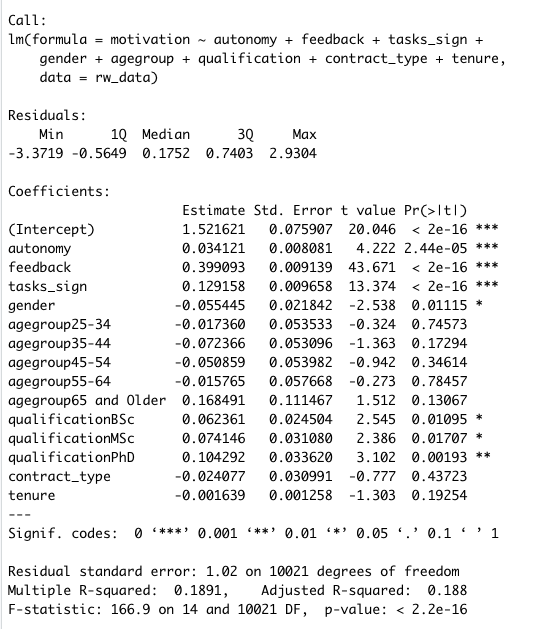 Call:
lm(formula = motivation ~ autonomy + feedback + tasks_sign +
    gender + agegroup + qualification + contract_type + tenure,
    data = rw_data)

Residuals:
    Min      1Q  Median      3Q     Max
-3.3719 -0.5649  0.1752  0.7403  2.9304

Coefficients:
                       Estimate Std. Error t value Pr(>|t|)
(Intercept)            1.521621   0.075907  20.046  < 2e-16 ***
autonomy               0.034121   0.008081   4.222 2.44e-05 ***
feedback               0.399093   0.009139  43.671  < 2e-16 ***
tasks_sign             0.129158   0.009658  13.374  < 2e-16 ***
gender                -0.055445   0.021842  -2.538  0.01115 *
agegroup25-34         -0.017360   0.053533  -0.324  0.74573
agegroup35-44         -0.072366   0.053096  -1.363  0.17294
agegroup45-54         -0.050859   0.053982  -0.942  0.34614
agegroup55-64         -0.015765   0.057668  -0.273  0.78457
agegroup65 and Older   0.168491   0.111467   1.512  0.13067
qualificationBSc       0.062361   0.024504   2.545  0.01095 *
qualificationMSc       0.074146   0.031080   2.386  0.01707 *
qualificationPhD       0.104292   0.033620   3.102  0.00193 **
contract_type         -0.024077   0.030991  -0.777  0.43723
tenure                -0.001639   0.001258  -1.303  0.19254
---
Signif. codes:  0 ‘***’ 0.001 ‘**’ 0.01 ‘*’ 0.05 ‘.’ 0.1 ‘ ’ 1

Residual standard error: 1.02 on 10021 degrees of freedom
Multiple R-squared:  0.1891,    Adjusted R-squared:  0.188
F-statistic: 166.9 on 14 and 10021 DF,  p-value: < 2.2e-16